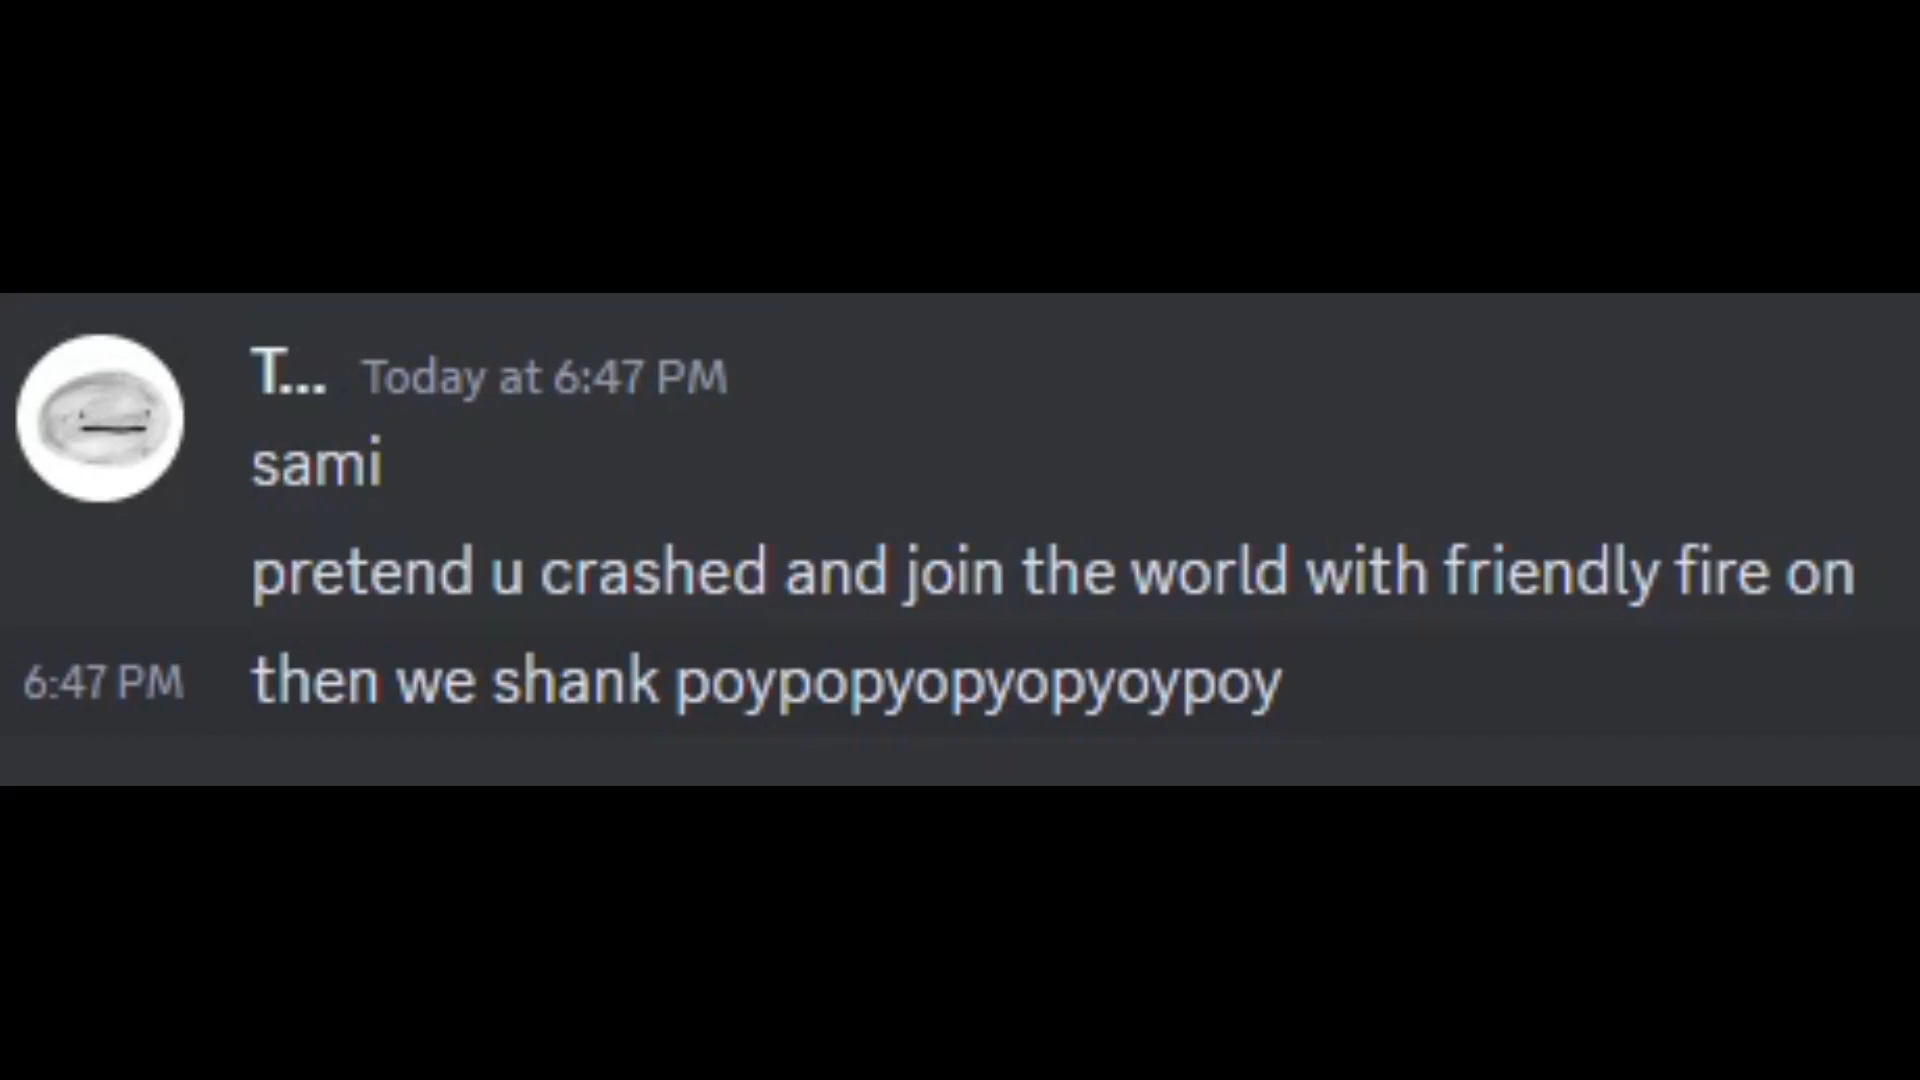 T... Today at 6:47 PM
sami
pretend u crashed and join the world with friendly fire on
6:47 PM then we shank poypopyopyopyoypoy